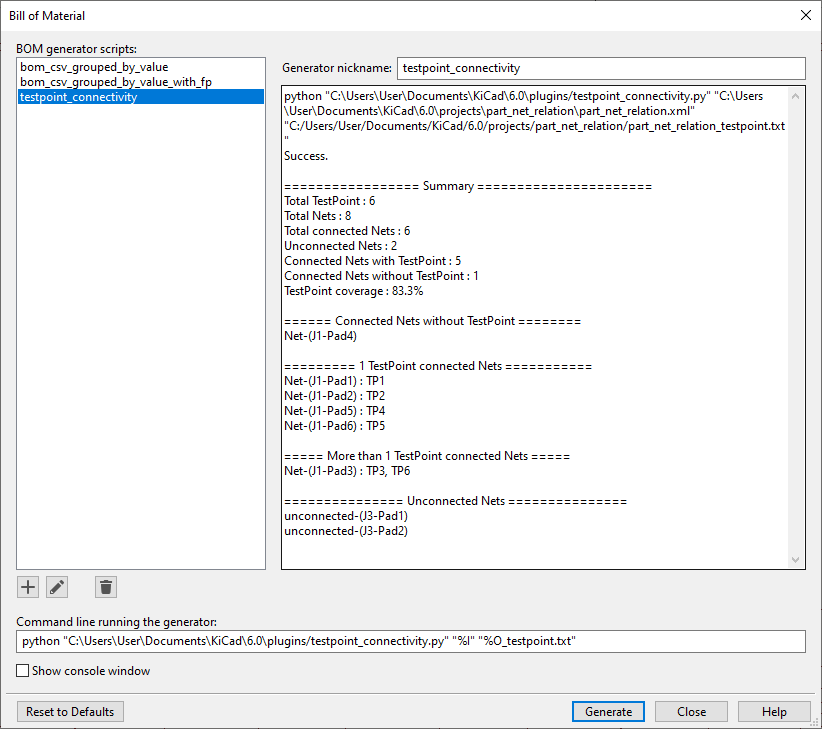 Bill of Material
BOM generator scripts:
bom_csv_grouped_by_value
bom_csv_grouped_by_value_with_fp
testpoint_connectivity
Generator nickname: testpoint_connectivity
python "C:\Users\User\Documents\KiCad\6.0\plugins/testpoint_connectivity.py" "C:\Users
\User\Documents\KiCad\6.0\projects\part_net_relation\part_net_relation.xml"
"C:/Users/User/Documents/KiCad/6.0/projects/part_net_relation/part_net_relation_testpoint.txt
"
Success.
================= Summary ======================
Total TestPoint : 6
Total Nets : 8
Total connected Nets : 6
Unconnected Nets : 2
Connected Nets with TestPoint : 5
Connected Nets without TestPoint : 1
TestPoint coverage : 83.3%
====== Connected Nets without TestPoint ========
Net-(J1-Pad4)
========= 1 TestPoint connected Nets ===========
Net-(J1-Pad1) : TP1
Net-(J1-Pad2) : TP2
Net-(J1-Pad5) : TP4
Net-(J1-Pad6) : TP5
===== More than 1 TestPoint connected Nets =====
Net-(J1-Pad3) : TP3, TP6
=============== Unconnected Nets ===============
unconnected-(J3-Pad1)
unconnected-(J3-Pad2)
Command line running the generator:
python "C:\Users\User\Documents\KiCad\6.0\plugins/testpoint_connectivity.py" "%I" "%O_testpoint.txt"
Show console window
Reset to Defaults
Generate
Close
Help